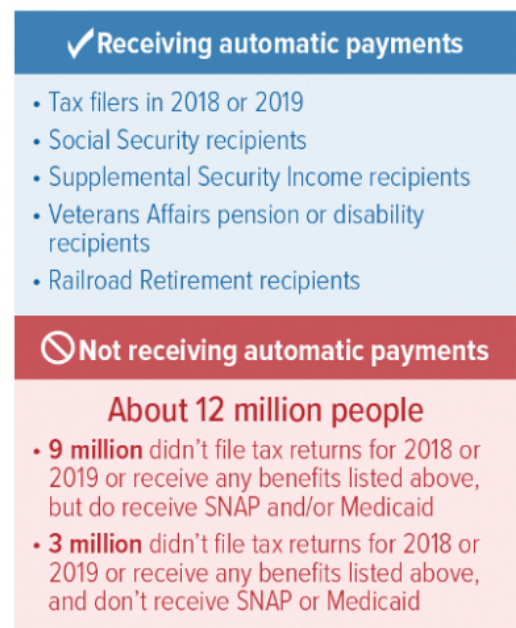 Receiving automatic payments
• Tax filers in 2018 or 2019
• Social Security recipients
• Supplemental Security Income recipients
• Veterans Affairs pension or disability
recipients
• Railroad Retirement recipients
Not receiving automatic payments
About 12 million people
• 9 million didn’t file tax returns for 2018 or
2019 or receive any benefits listed above,
but do receive SNAP and/or Medicaid
• 3 million didn’t file tax returns for 2018 or
2019 or receive any benefits listed above,
and don’t receive SNAP or Medicaid